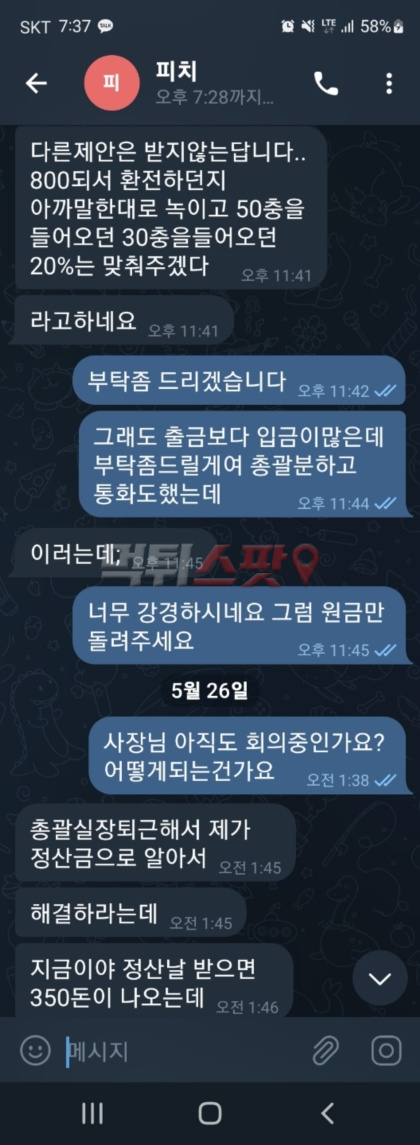 SKT 7:37 TALK LTE 58%
피 피치
오후 7:28까지...
다른제안은 받지않는답니다..
800되서 환전하던지
아까말한대로 녹이고 50충을
들어오던 30충을들어오던
20%는 맞춰주겠다 오후 11:41
라고하네요 오후 11:41
부탁좀 드리겠습니다 오후 11:42
그래도 출금보다 입금이많은데
부탁좀드릴게여 총괄분하고
통화도했는데 오후 11:44
이러는데; 오후 11:45
먹튀스팟
너무 강경하시네요 그럼 원금만
돌려주세요 오후 11:45
5월 26일
사장님 아직도 회의중인가요?
어떻게되는건가요 오전 1:38
총괄실장퇴근해서 제가
정산금으로 알아서 오전 1:45
해결하라는데 오전 1:45
지금이야 정산날 받으면
350돈이 나오는데 오전 1:46
메시지